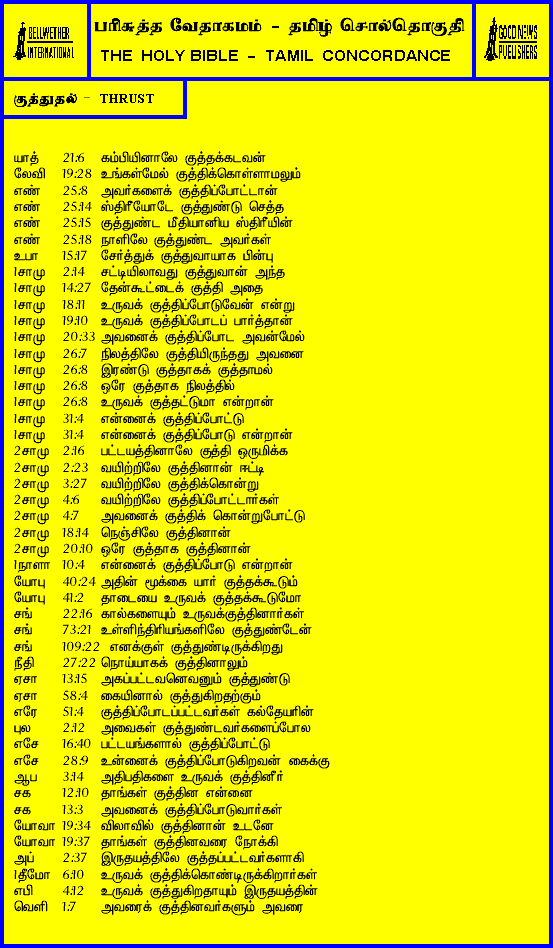 BELLWETHER
INTERNATIONAL
பரிசுத்த வேதாகமம் - தமிழ் சொல்தொகுதி
THE HOLY BIBLE - TAMIL CONCORDANCE
GOOD NEWS
PUBLISHERS
குத்துதல் - THRUST
யாத் 21:6 கம்பியினாலே குத்தக்கடவன்
லேவி 19:28 உங்கள்மேல் குத்திக்கொள்ளாமலும்
எண் 25:8 அவர்களைக் குத்திப்போட்டான்
எண் 25:14 ஸ்திரீயோடே குத்துண்டு செத்த
எண் 25:15 குத்துண்ட மீதியானிய ஸ்திரீயின்
எண் 25:18 நாளிலே குத்துண்ட அவர்கள்
உபா 15:17 சேர்த்துக் குத்துவாயாக பின்பு
1சாமு 2:14 சட்டியிலாவது குத்துவான் அந்த
1சாமு 14:27 தேன்கூட்டைக் குத்தி அதை
1சாமு 18:11 உருவக் குத்திப்போடுவேன் என்று
1சாமு 19:10 உருவக் குத்திப்போடப் பார்த்தான்
1சாமு 20:33 அவனைக் குத்திப்போட அவன்மேல்
1சாமு 26:7 நிலத்திலே குத்தியிருந்தது அவனை
1சாமு 26:8 இரண்டு குத்தாகக் குத்தாமல்
1சாமு 26:8 ஒரே குத்தாக நிலத்தில்
1சாமு 26:8 உருவக் குத்தட்டுமா என்றான்
1சாமு 31:4 என்னைக் குத்திப்போட்டு
1சாமு 31:4 என்னைக் குத்திப்போடு என்றான்
2சாமு 2:16 பட்டயத்தினாலே குத்தி ஒருமிக்க
2சாமு 2:23 வயிற்றிலே குத்தினான் ஈட்டி
2சாமு 3:27 வயிற்றிலே குத்திக்கொன்று
2சாமு 4:6 வயிற்றிலே குத்திப்போட்டார்கள்
2சாமு 4:7 அவனைக் குத்திக் கொன்றுபோட்டு
2சாமு 18:14 நெஞ்சிலே குத்தினான்
2சாமு 20:10 ஒரே குத்தாக குத்தினான்
1நாளா 10:4 என்னைக் குத்திப்போடு என்றான்
யோபு 40:24 அதின் மூக்கை யார் குத்தக்கூடும்
யோபு 41:2 தாடையை உருவக் குத்தக்கூடுமோ
சங் 22:16 கால்களையும் உருவக்குத்தினார்கள்
சங் 73:21 உள்ளிந்திரியங்களிலே குத்துண்டேன்
சங் 109:22 எனக்குள் குத்துண்டிருக்கிறது
நீதி 27:22 நொய்யாகக் குத்தினாலும்
ஏசா 13:15 அகப்பட்டவனெவனும் குத்துண்டு
ஏசா 58:4 கையினால் குத்துகிறதற்கும்
எரே 51:4 குத்திப்போடப்பட்டவர்கள் கல்தேயரின்
புல 2:12 அவைகள் குத்துண்டவர்களைப்போல
எசே 16:40 பட்டயங்களால் குத்திப்போட்டு
எசே 28:9 உன்னைக் குத்திப்போடுகிறவன் கைக்கு
ஆப 3:14 அதிபதிகளை உருவக் குத்தினீர்
சக 12:10 தாங்கள் குத்தின என்னை
சக 13:3 அவனைக் குத்திப்போடுவார்கள்
யோவா 19:34 விலாவில் குத்தினான் உடனே
யோவா 19:37 தாங்கள் குத்தினவரை நோக்கி
அப் 2:37 இருதயத்திலே குத்தப்பட்டவர்களாகி
1தீமோ 6:10 உருவக் குத்திக்கொண்டிருக்கிறார்கள்
எபி 4:12 உருவக் குத்துகிறதாயும் இருதயத்தின்
வெளி 1:7 அவரைக் குத்தினவர்களும் அவரை